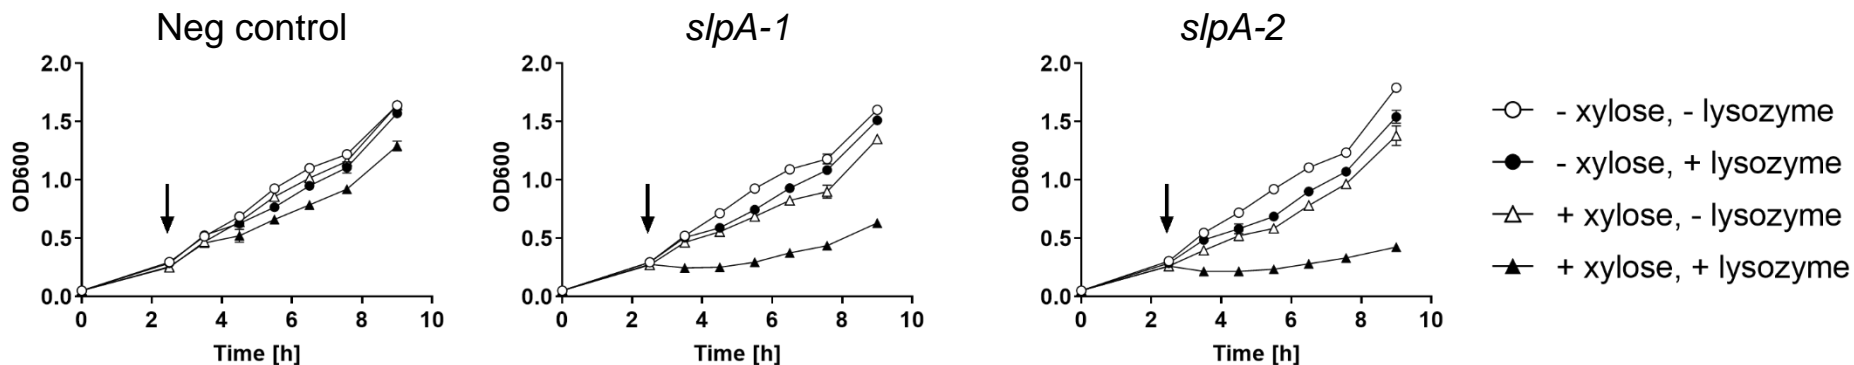 Neg control
2.0
1.5
1.0
0.5
0.0
OD600
0 2 4 6 8 10
Time [h]
slpA-1
2.0
1.5
1.0
0.5
0.0
OD600
0 2 4 6 8 10
Time [h]
slpA-2
2.0
1.5
1.0
0.5
0.0
OD600
0 2 4 6 8 10
Time [h]
- xylose, - lysozyme
- xylose, + lysozyme
+ xylose, - lysozyme
+ xylose, + lysozyme